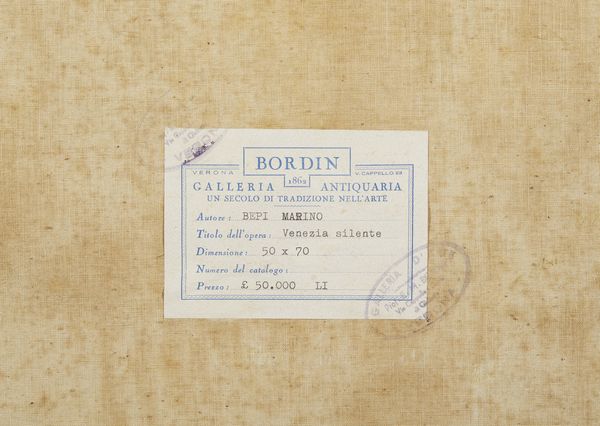 BORDIN
VERONA
V. CAPPELLO 23
1862
GALLERIA ANTIQUARIA
UN SECOLO DI TRADIZIONE NELL'ARTE
Autore: BEPI MARINO
Titolo dell'opera: Venezia silente
Dimensione: 50 x 70
Numero del catalogo:
Prezzo: £ 50.000 LI
GALLERIA D'